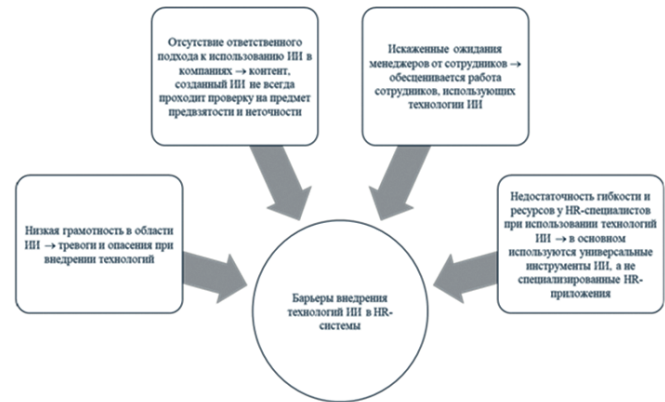 Отсутствие ответственного
подхода к использованию ИИ в
компаниях → контент,
созданный ИИ не всегда
проходит проверку на предмет
предвзятости и неточности
Искаженные ожидания
менеджеров от сотрудников →
обесценивается работа
сотрудников, использующих
технологии ИИ
Низкая грамотность в области
ИИ → тревоги и опасения при
внедрении технологий
Недостаточность гибкости и
ресурсов у HR-специалистов
при использовании технологий
ИИ → в основном
используются универсальные
инструменты ИИ, а не
специализированные HR-
приложения
Барьеры внедрения
технологий ИИ в HR-
системы